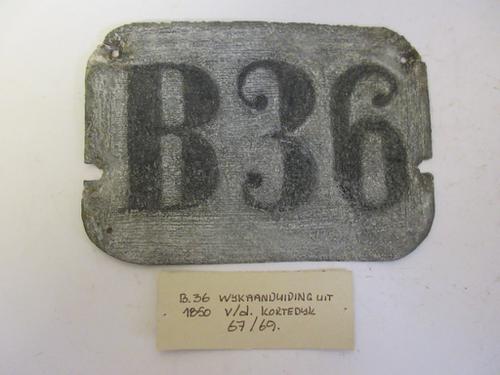 B36
B.36 WYKAANDUIDING UIT
1850 v/d. KORTEDYK
67/69.